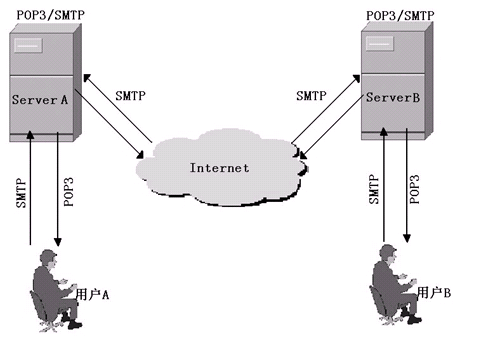 POP3/SMTP
POP3/SMTP
Server A
SMTP
SMTP
ServerB
Internet
SMTP
POP3
SMTP
POP3
用户A
用户B